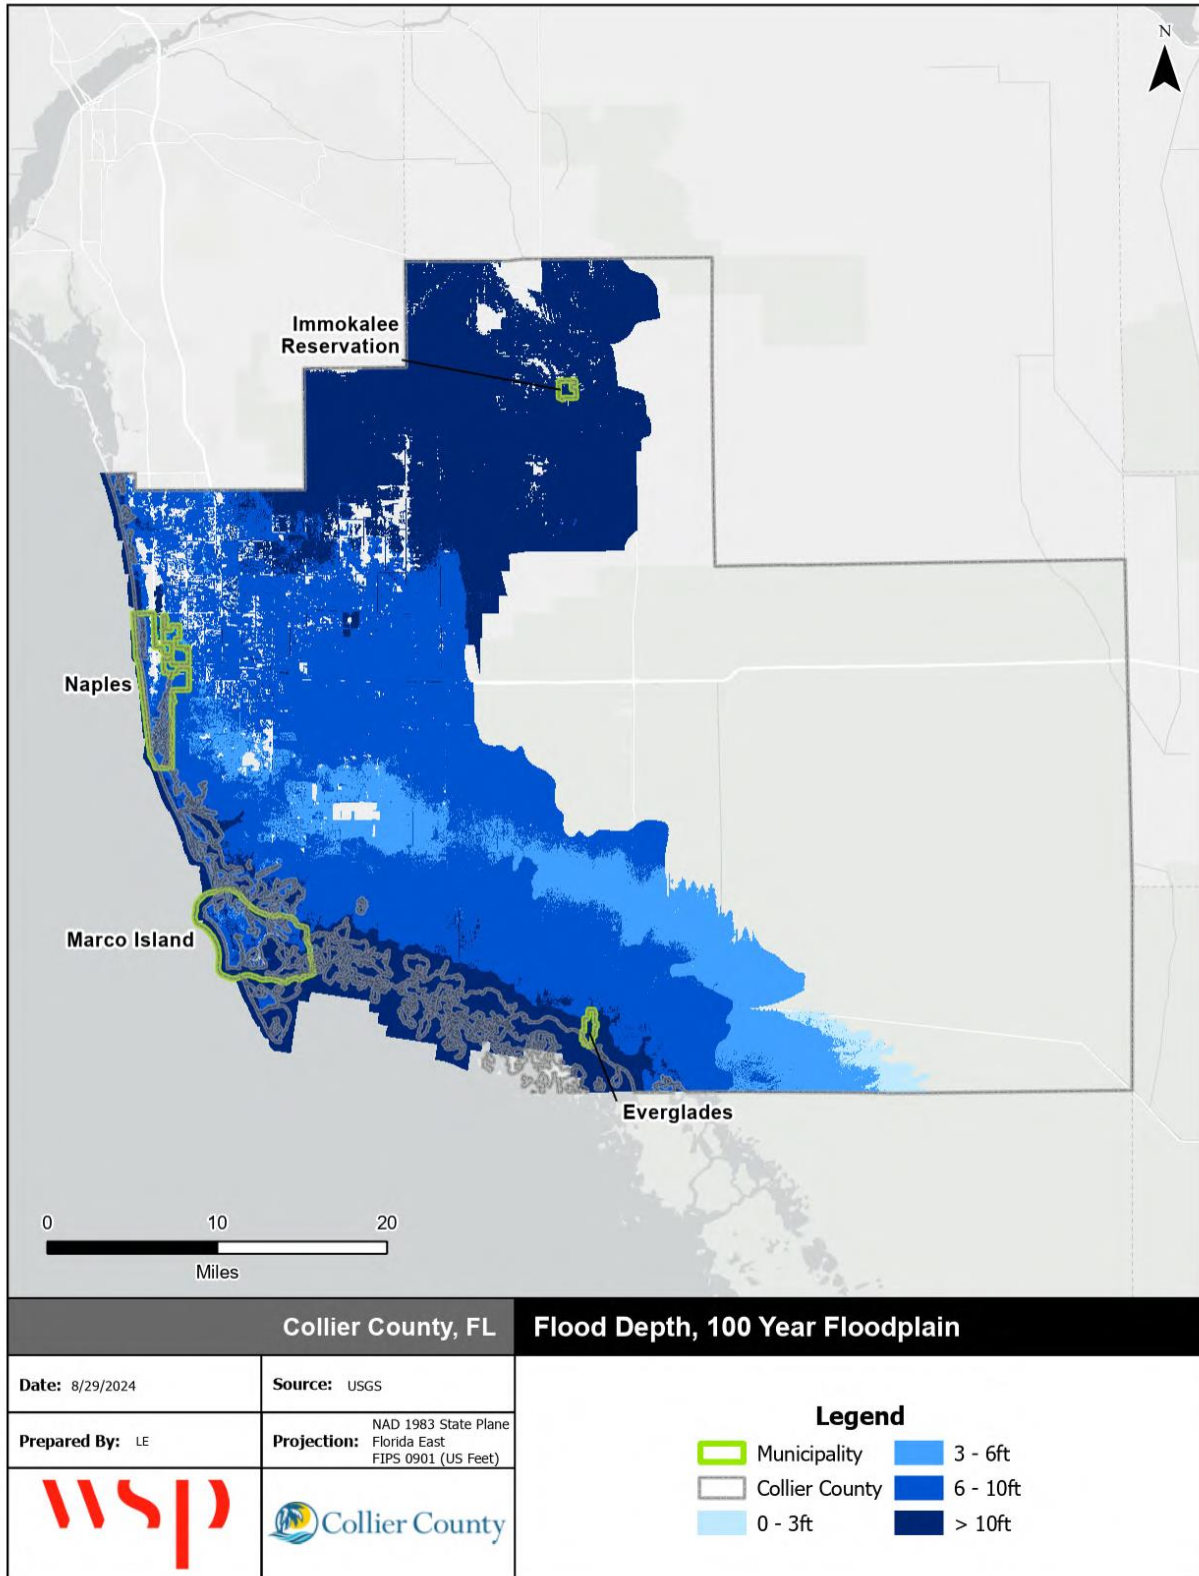 N
Immokalee
Reservation
Naples
Marco Island
Everglades
0 10 20
Miles
Collier County, FL
Flood Depth, 100 Year Floodplain
Date: 8/29/2024
Source: USGS
Prepared By: LE
Projection: NAD 1983 State Plane
Florida East
FIPS 0901 (US Feet)
wsp
Collier County
Legend
Municipality
Collier County
0 - 3ft
3 - 6ft
6 - 10ft
> 10ft